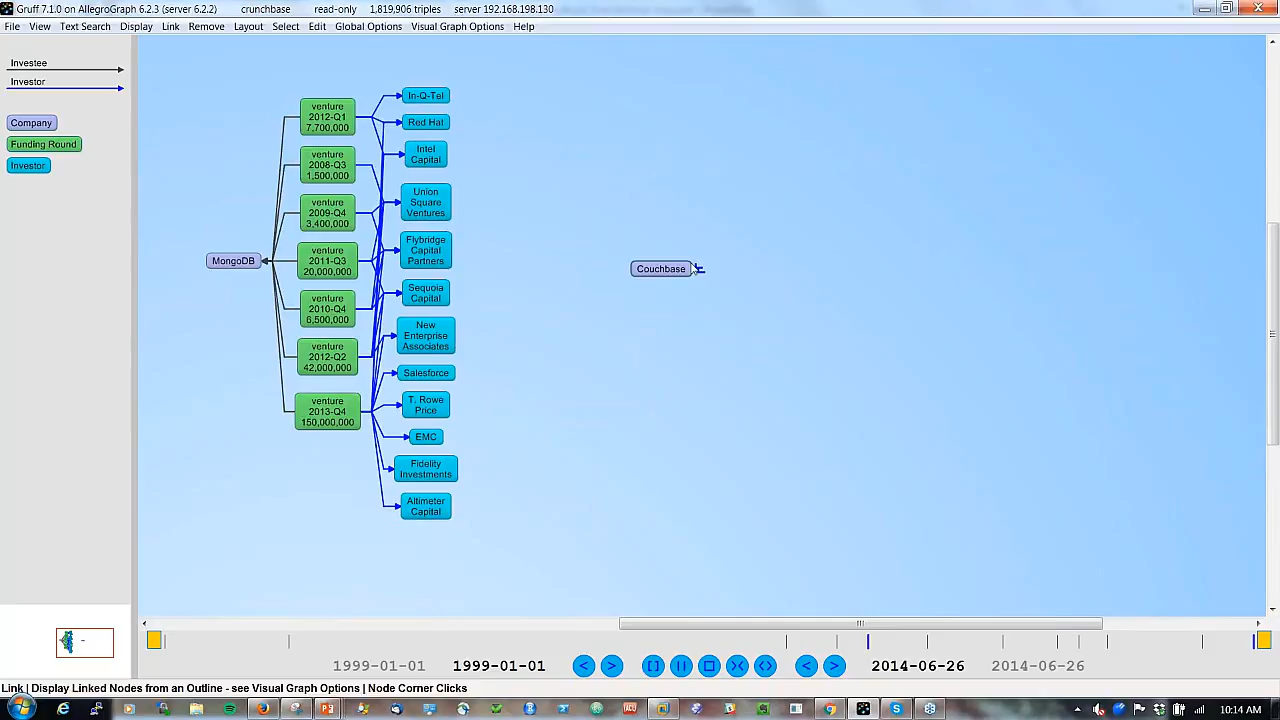 Gruff 7.1.0 on AllegroGraph 6.2.3 (server 6.2.2) crunchbase read-only 1,819,906 triples server 192.168.198.130
File View Text Search Display Link Remove Layout Select Edit Global Options Visual Graph Options Help
Investee
Investor
Company
Funding Round
Investor
venture
2012-Q1
7,700,000
venture
2008-Q3
1,500,000
venture
2009-Q4
3,400,000
venture
2011-Q3
20,000,000
venture
2010-Q4
6,500,000
venture
2012-Q2
42,000,000
venture
2013-Q4
150,000,000
MongoDB
In-Q-Tel
Red Hat
Intel
Capital
Union
Square
Ventures
Flybridge
Capital
Partners
Sequoia
Capital
New
Enterprise
Associates
Salesforce
T. Rowe
Price
EMC
Fidelity
Investments
Altimeter
Capital
Couchbase
1999-01-01 1999-01-01 2014-06-26 2014-06-26
Link | Display Linked Nodes from an Outline - see Visual Graph Options | Node Corner Clicks
10:14 AM